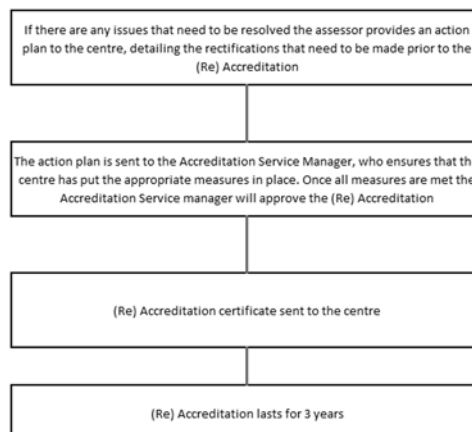 If there are any issues that need to be resolved the assessor provides an action
plan to the centre, detailing the rectifications that need to be made prior to the
(Re) Accreditation
The action plan is sent to the Accreditation Service Manager, who ensures that th
centre has put the appropriate measures in place. Once all measures are met the
Accreditation Service manager will approve the (Re) Accreditation
(Re) Accreditation certificate sent to the centre
(Re) Accreditation lasts for 3 years